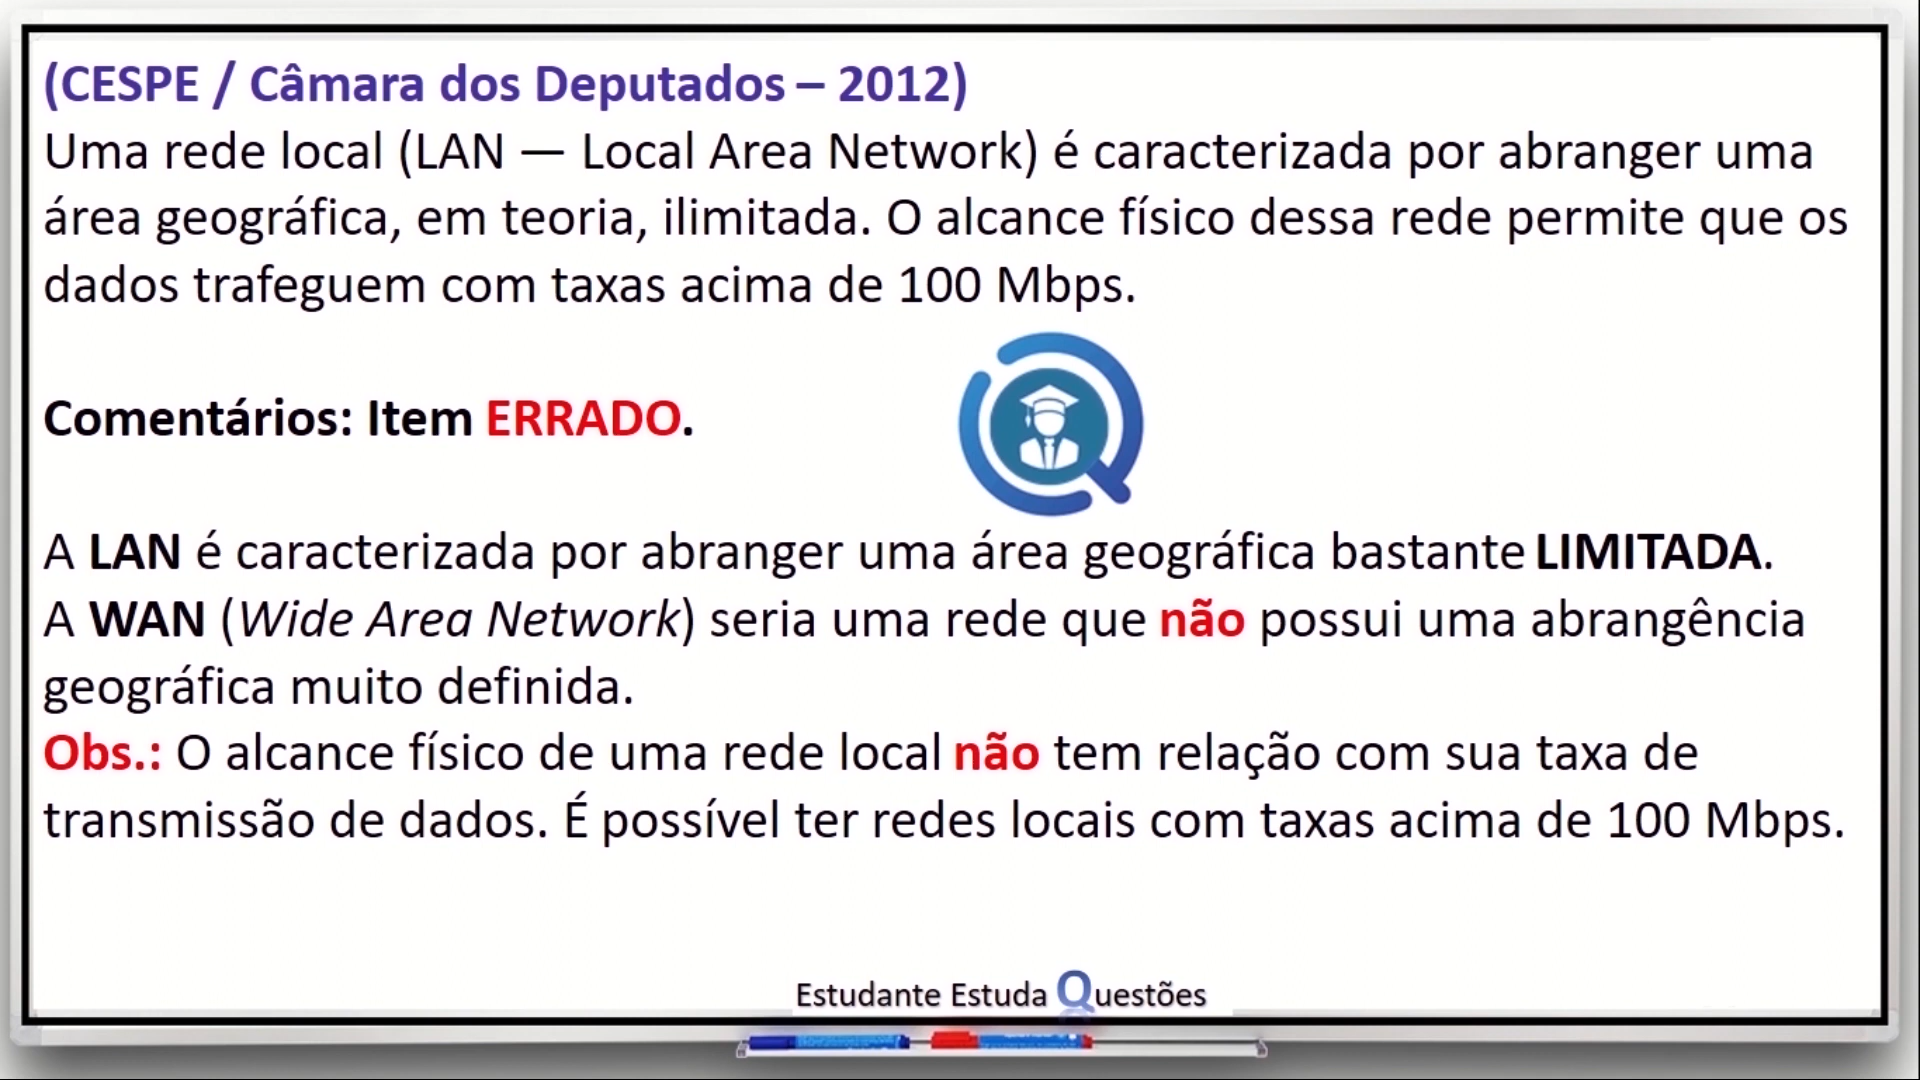 (CESPE / Câmara dos Deputados – 2012)
Uma rede local (LAN — Local Area Network) é caracterizada por abranger uma
área geográfica, em teoria, ilimitada. O alcance físico dessa rede permite que os
dados trafeguem com taxas acima de 100 Mbps.
Comentários: Item ERRADO.
A LAN é caracterizada por abranger uma área geográfica bastante LIMITADA.
A WAN (Wide Area Network) seria uma rede que não possui uma abrangência
geográfica muito definida.
Obs.: O alcance físico de uma rede local não tem relação com sua taxa de
transmissão de dados. É possível ter redes locais com taxas acima de 100 Mbps.
Estudante Estuda Questões